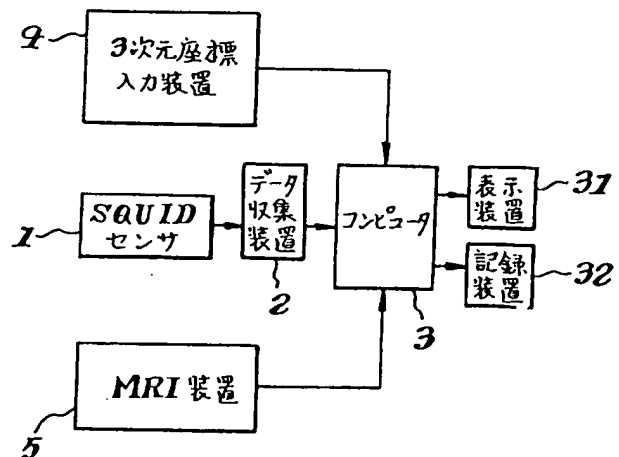 4
3次元座標
入力装置
1
SQUID
センサ
データ
収集
装置
2
コンピュータ
3
表示
装置
31
記録
装置
32
MRI装置
5